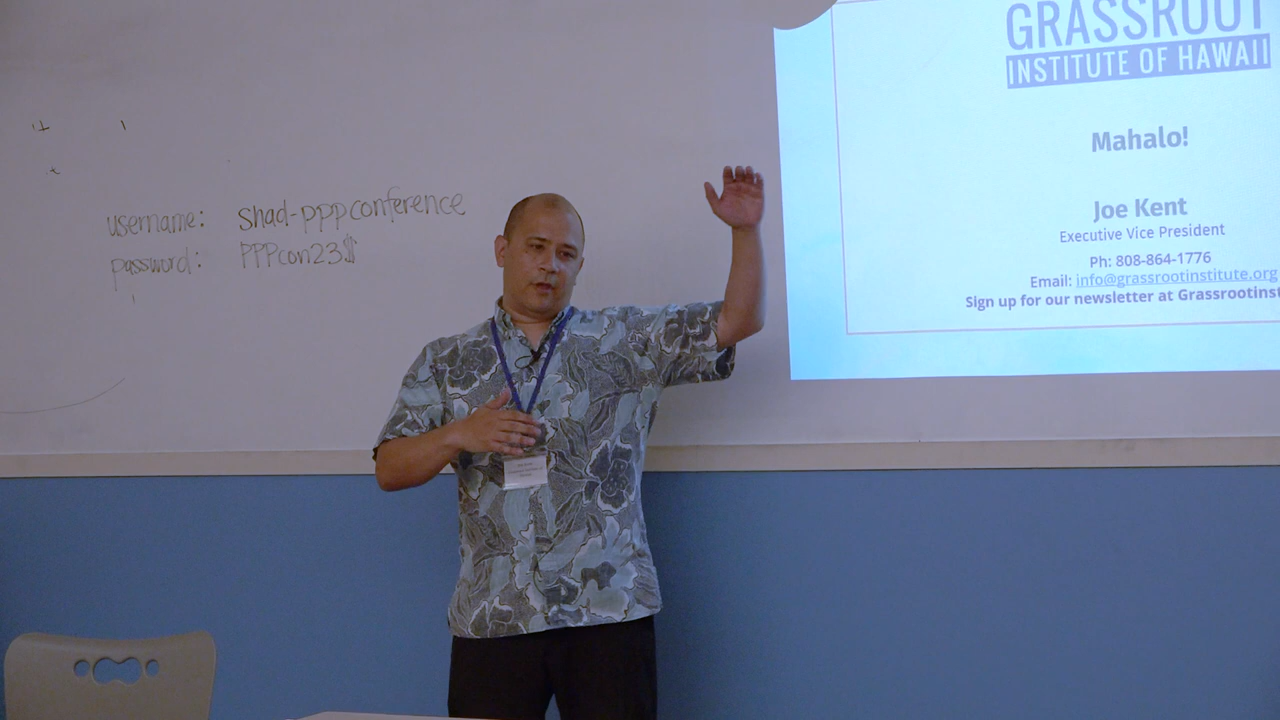 username: shad-pppconference
password: PPPcon23$
GRASSROOT
INSTITUTE OF HAWAII
Mahalo!
Joe Kent
Executive Vice President
Ph: 808-864-1776
Email: info@grassrootinstitute.org
Sign up for our newsletter at Grassrootinst